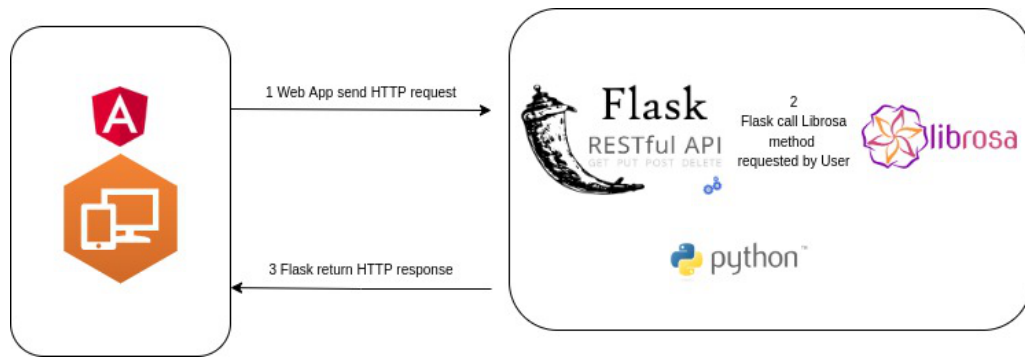 A
1 Web App send HTTP request
Flask
RESTful API
GET PUT POST DELETE
2
Flask call Librosa
method
requested by User
librosa
python™
3 Flask return HTTP response